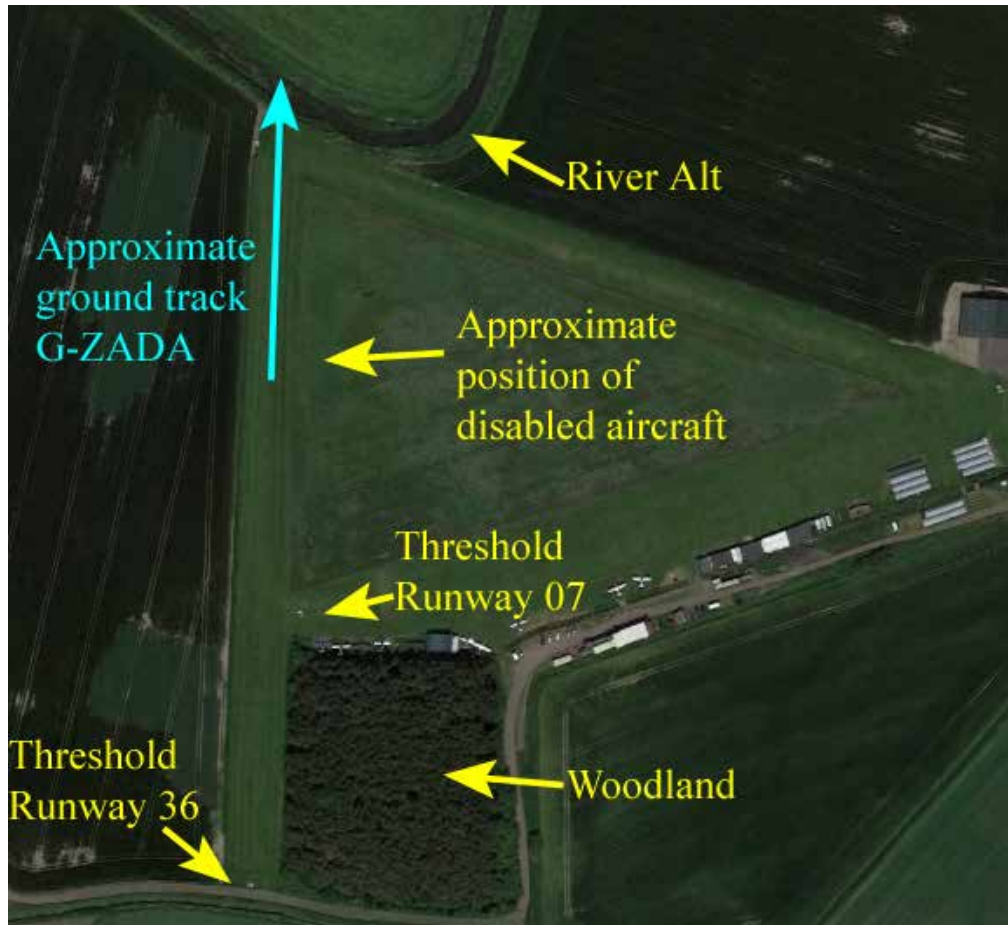 River Alt
Approximate
ground track
G-ZADA
Approximate
position of
disabled aircraft
Threshold
Runway 07
Threshold
Runway 36
Woodland